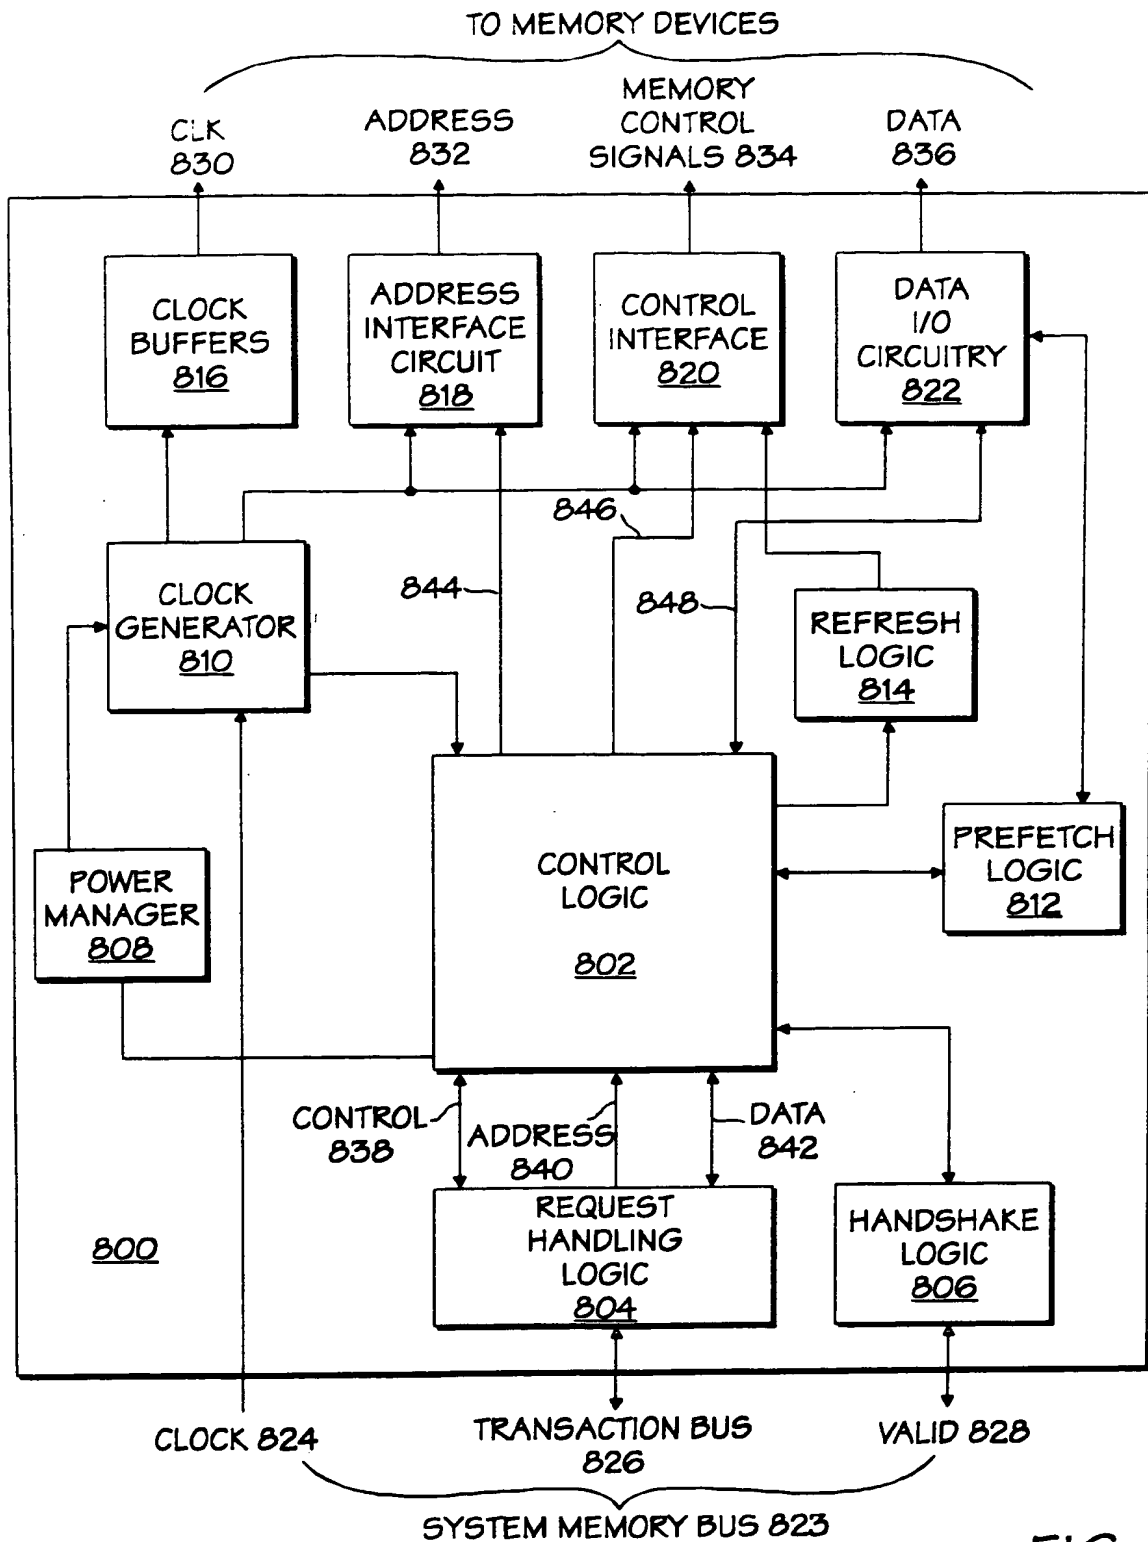 TO MEMORY DEVICES
CLK
830
ADDRESS
832
MEMORY
CONTROL
SIGNALS 834
DATA
836
CLOCK
BUFFERS
816
ADDRESS
INTERFACE
CIRCUIT
818
CONTROL
INTERFACE
820
DATA
I/O
CIRCUITRY
822
846
844
848
CLOCK
GENERATOR
810
REFRESH
LOGIC
814
POWER
MANAGER
808
CONTROL
LOGIC
802
PREFETCH
LOGIC
812
CONTROL
838
ADDRESS
840
DATA
842
800
REQUEST
HANDLING
LOGIC
804
HANDSHAKE
LOGIC
806
CLOCK 824
TRANSACTION BUS
826
VALID 828
SYSTEM MEMORY BUS 823